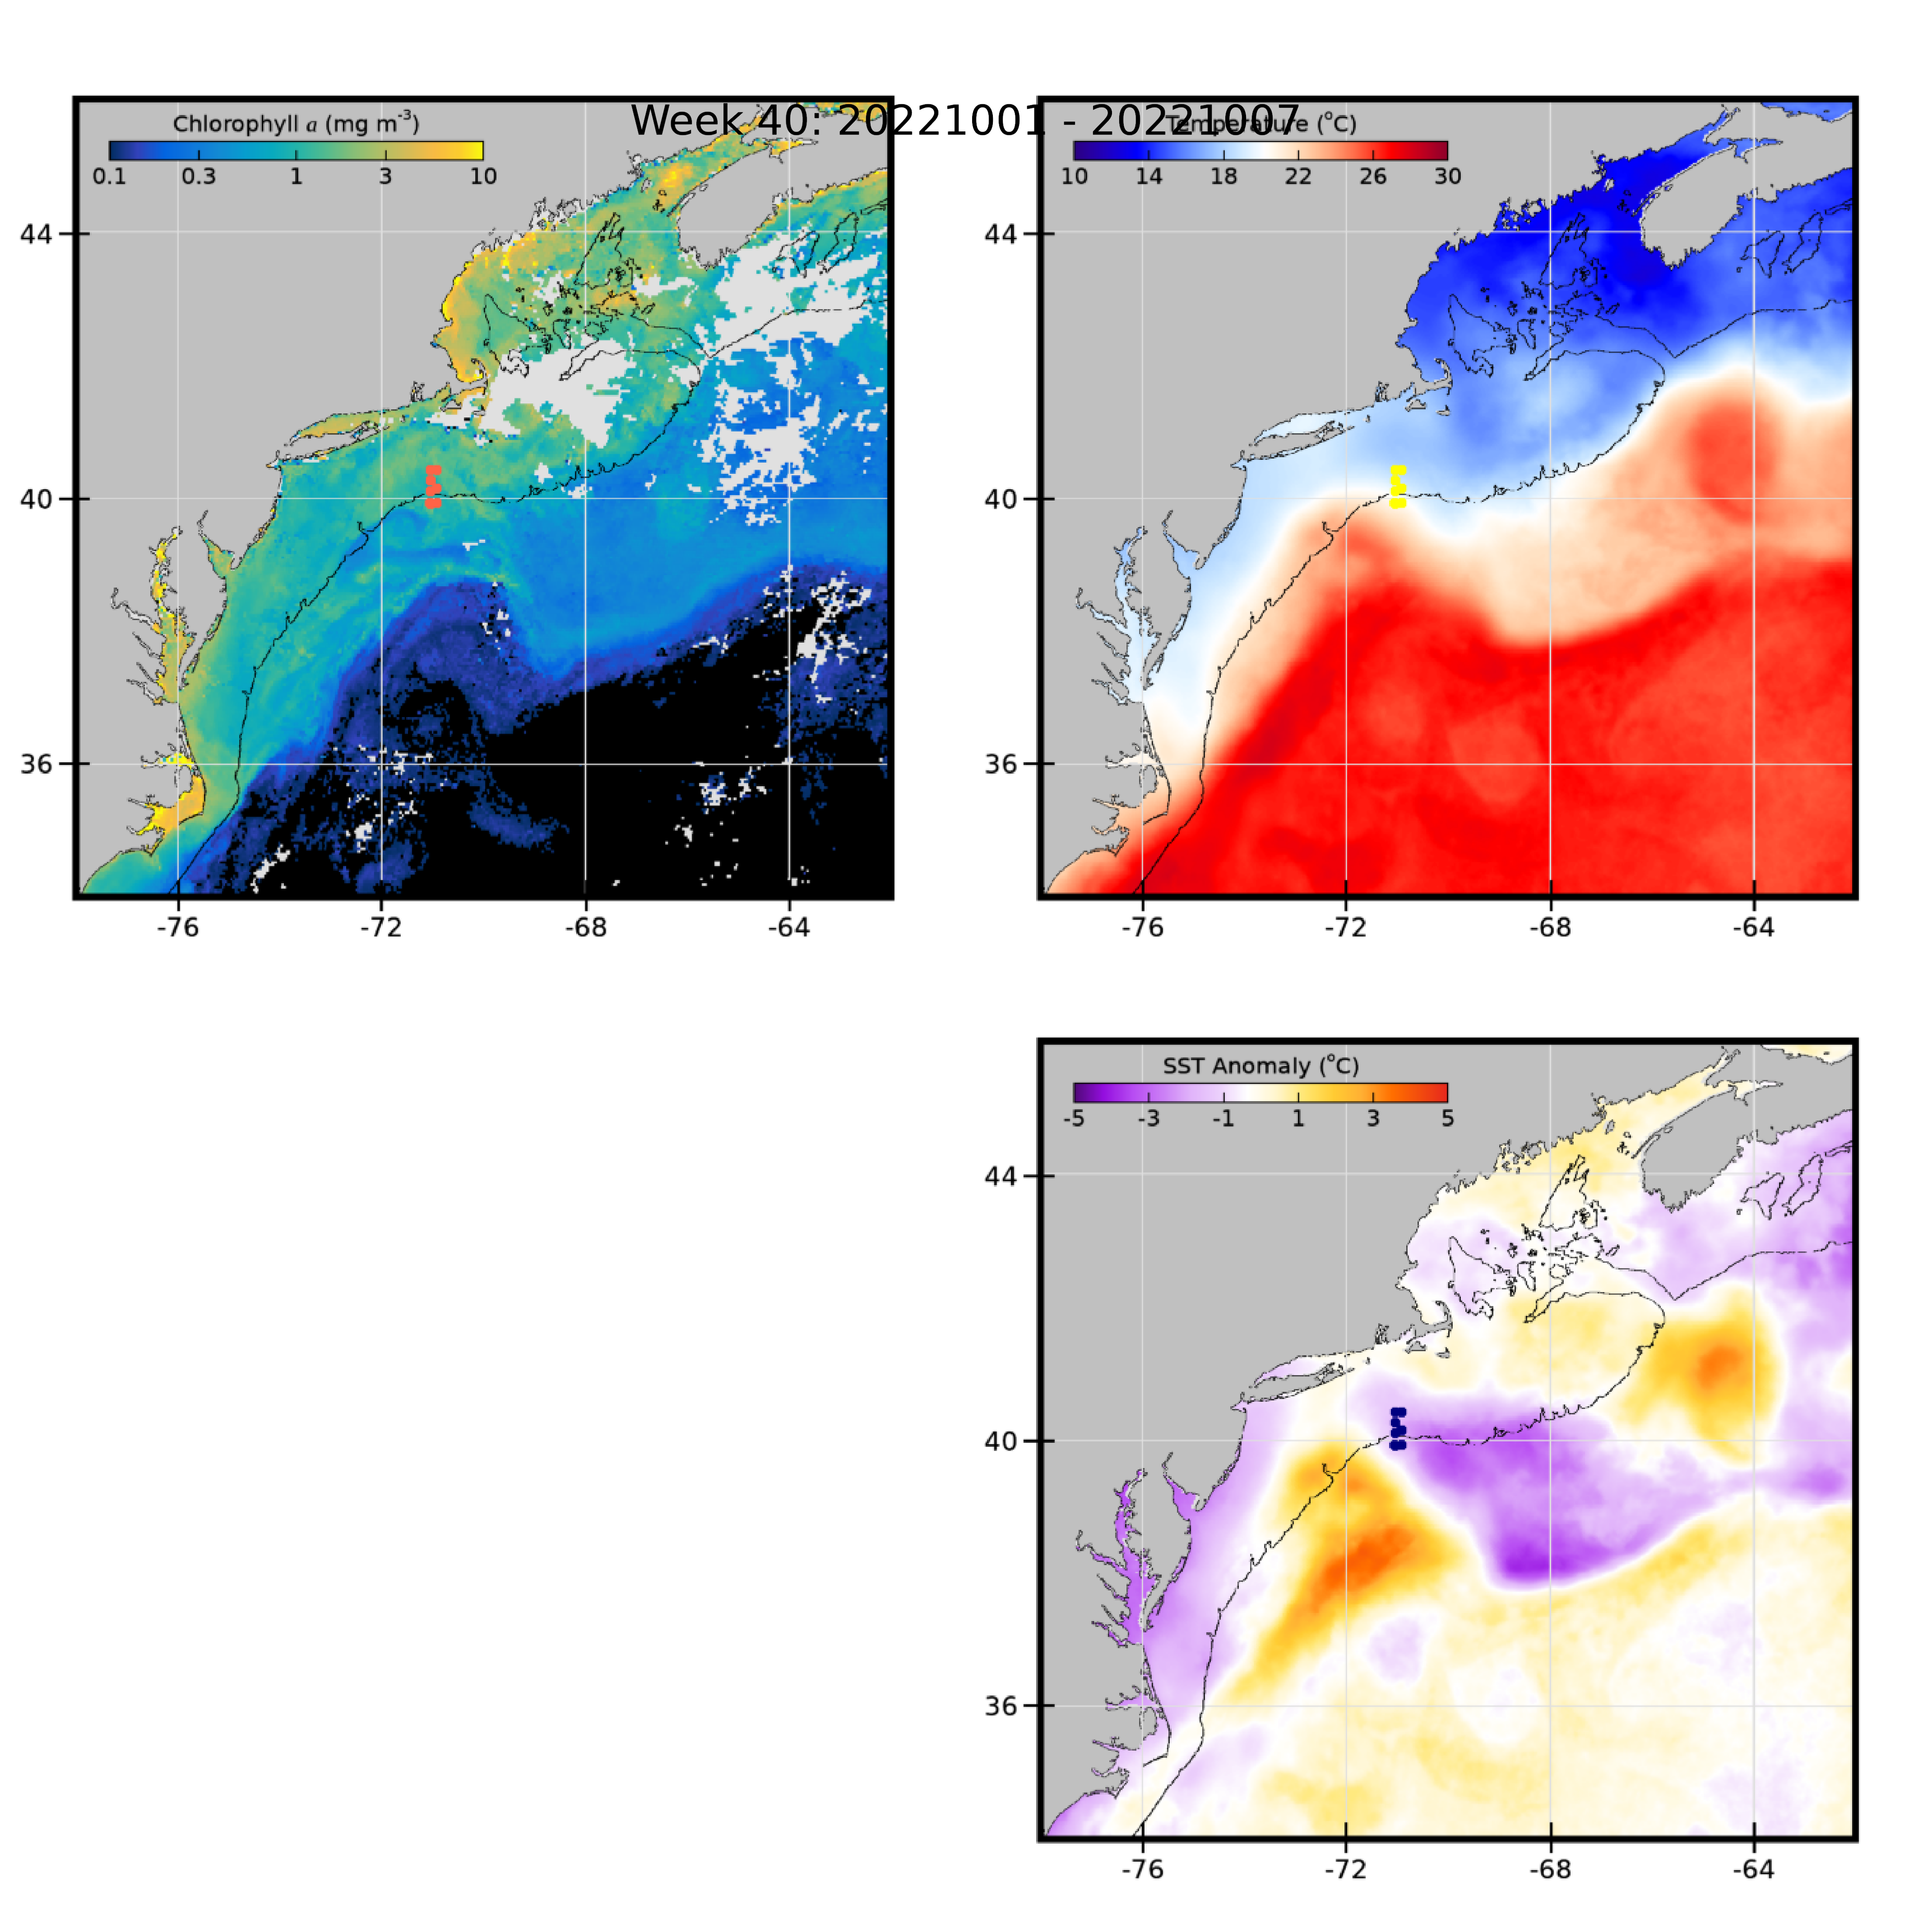 Week 40: 20221001 - 20221007
Chlorophyll a (mg m-3)
0.1 0.3 1 3 10
44
40
36
-76 -72 -68 -64
Temperature (°C)
10 14 18 22 26 30
44
40
36
-76 -72 -68 -64
SST Anomaly (°C)
-5 -3 -1 1 3 5
44
40
36
-76 -72 -68 -64